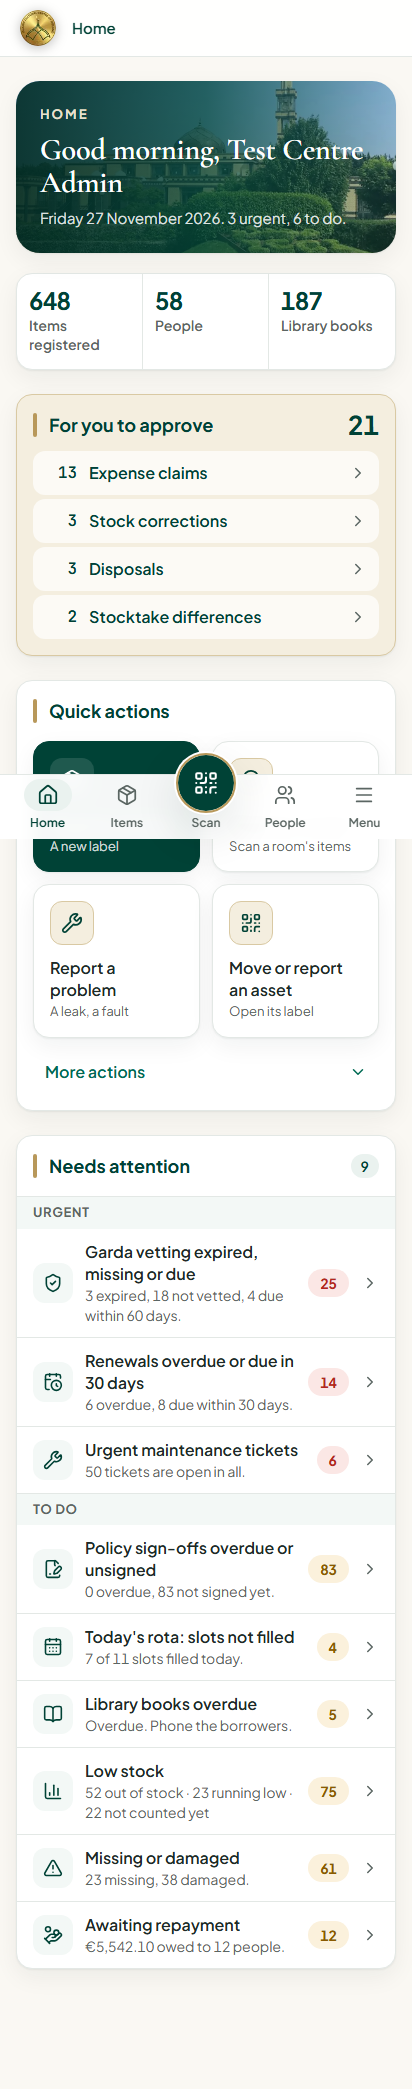 Home
HOME
Good morning, Test Centre
Admin
Friday 27 November 2026. 3 urgent, 6 to do.
648
Items
registered
58
People
187
Library books
For you to approve
21
13 Expense claims
3 Stock corrections
3 Disposals
2 Stocktake differences
Quick actions
Home
Items
Scan
People
Menu
A new label
Scan a room's items
Report a
problem
A leak, a fault
Move or report
an asset
Open its label
More actions
Needs attention
9
URGENT
Garda vetting expired,
missing or due
3 expired, 18 not vetted, 4 due
within 60 days.
25
Renewals overdue or due in
30 days
6 overdue, 8 due within 30 days.
14
Urgent maintenance tickets
50 tickets are open in all.
6
TO DO
Policy sign-offs overdue or
unsigned
0 overdue, 83 not signed yet.
83
Today's rota: slots not filled
7 of 11 slots filled today.
4
Library books overdue
Overdue. Phone the borrowers.
5
Low stock
52 out of stock · 23 running low ·
22 not counted yet
75
Missing or damaged
23 missing, 38 damaged.
61
Awaiting repayment
€5,542.10 owed to 12 people.
12